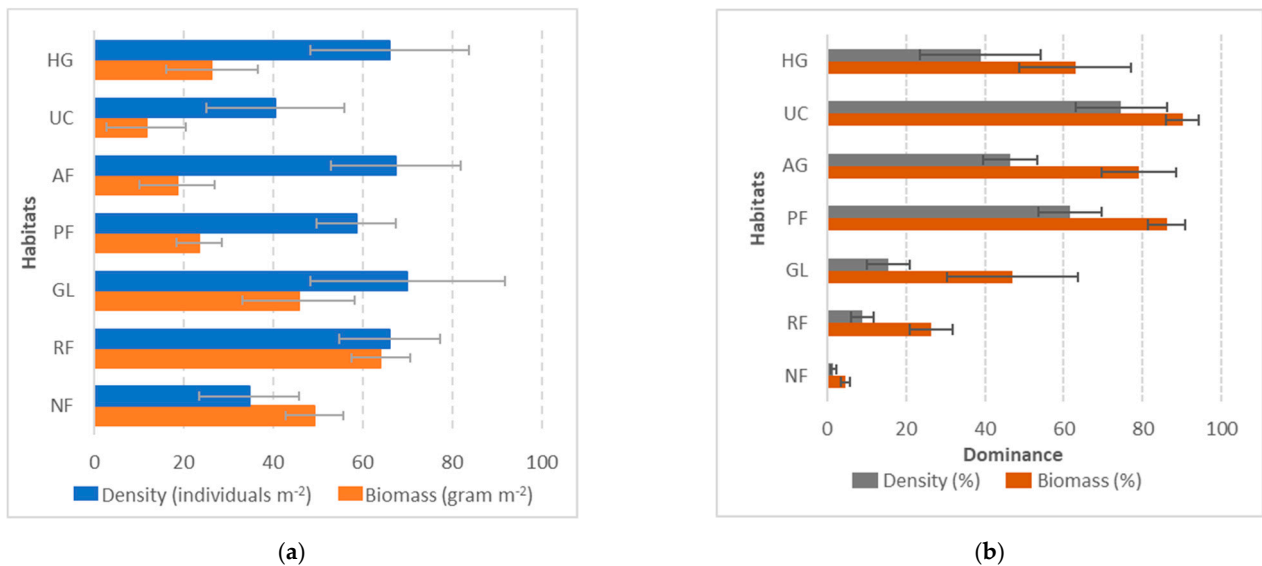 HG
UC
AF
PF
GL
RF
NF
Habitats
0 20 40 60 80 100
Density (individuals m⁻²) Biomass (gram m⁻²)
(a)
HG
UC
AG
PF
GL
RF
NF
Habitats
0 20 40 60 80 100
Dominance
Density (%) Biomass (%)
(b)